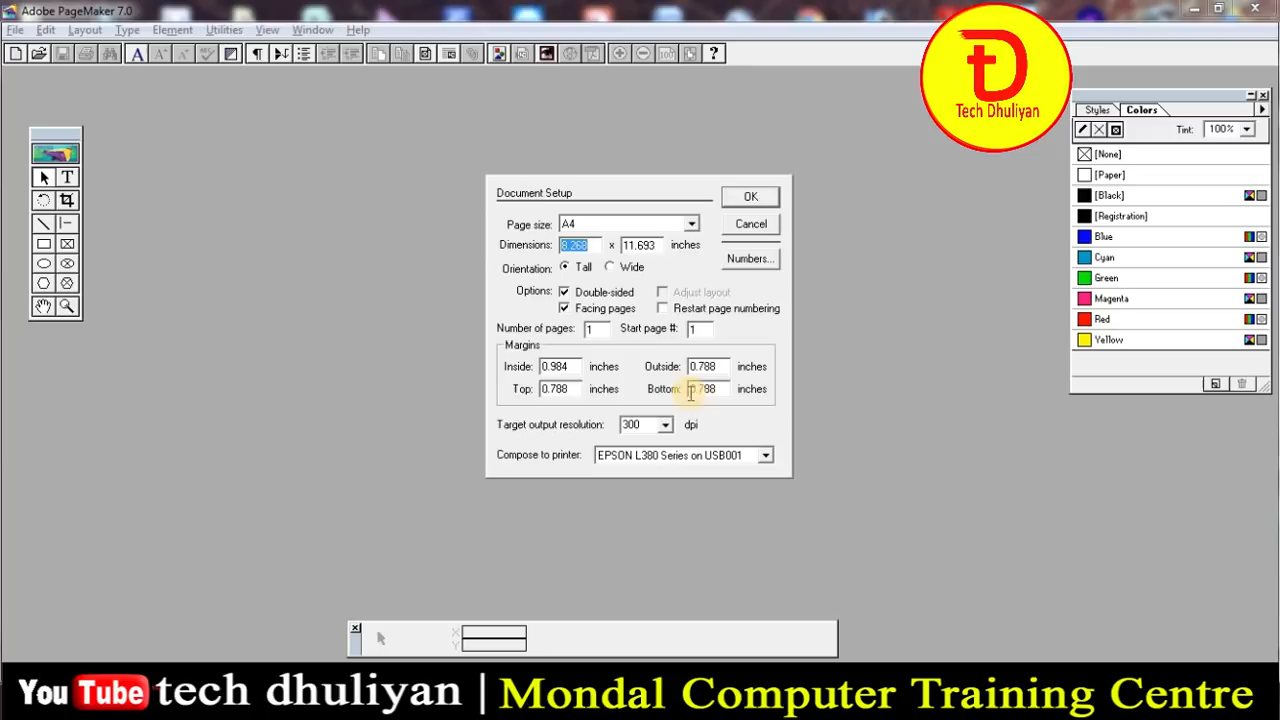 Adobe PageMaker 7.0
File Edit Layout Type Element Utilities View Window Help
Tech Dhuliyan
Styles Colors
Tint: 100%
[None]
[Paper]
[Black]
[Registration]
Blue
Cyan
Green
Magenta
Red
Yellow
Document Setup
OK
Page size: A4
Cancel
Dimensions: 8.268 x 11.693 inches
Numbers...
Orientation: Tall Wide
Options: Double-sided Adjust layout
Facing pages Restart page numbering
Number of pages: 1 Start page #: 1
Margins
Inside: 0.984 inches Outside: 0.788 inches
Top: 0.788 inches Bottom: 0.788 inches
Target output resolution: 300 dpi
Compose to printer: EPSON L380 Series on USB001
X
Y
You Tube tech dhuliyan | Mondal Computer Training Centre